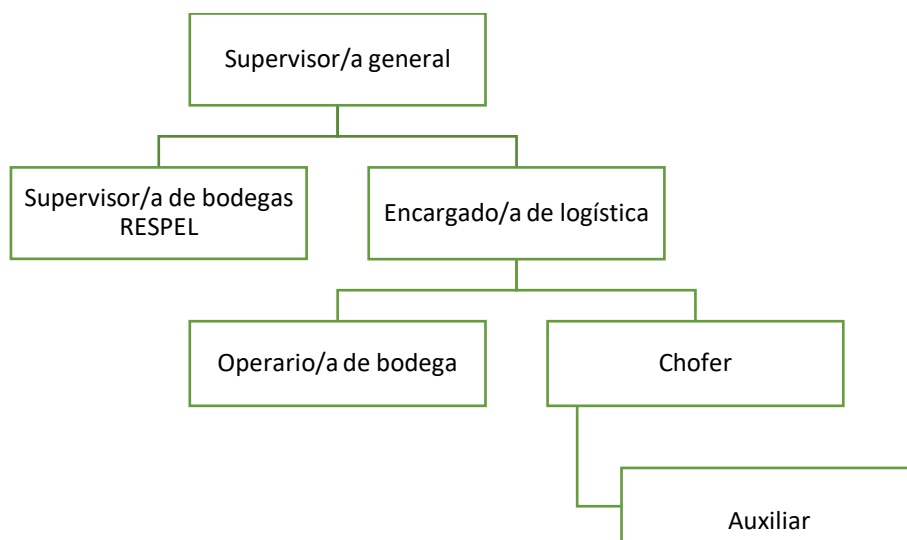 Supervisor/a general
Supervisor/a de bodegas
RESPEL
Encargado/a de logística
Operario/a de bodega
Chofer
Auxiliar